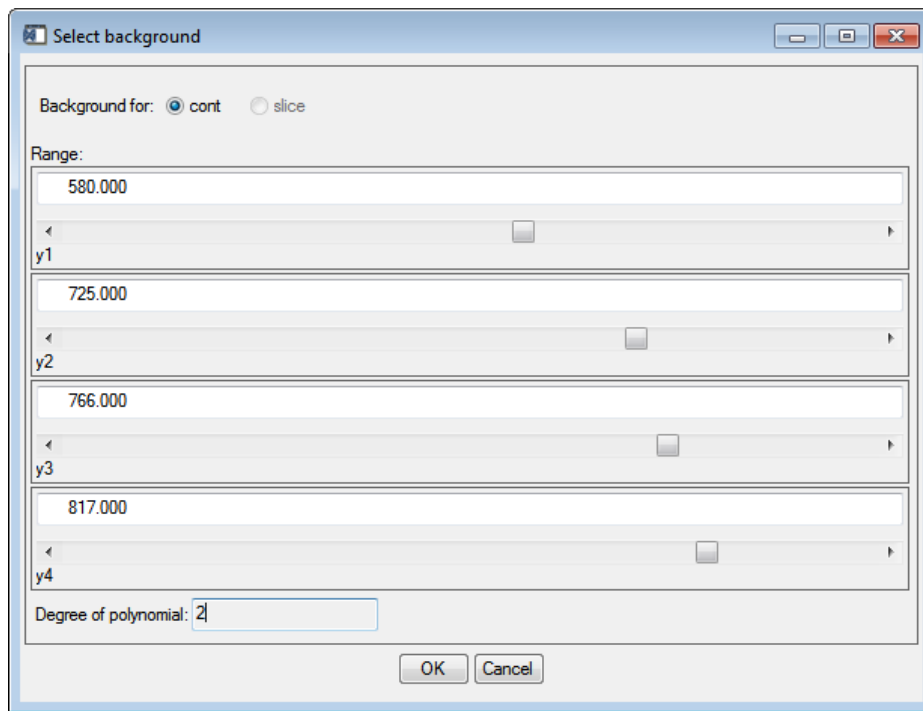 Select background
Background for: cont slice
Range:
580.000
y1
725.000
y2
766.000
y3
817.000
y4
Degree of polynomial: 2
OK Cancel